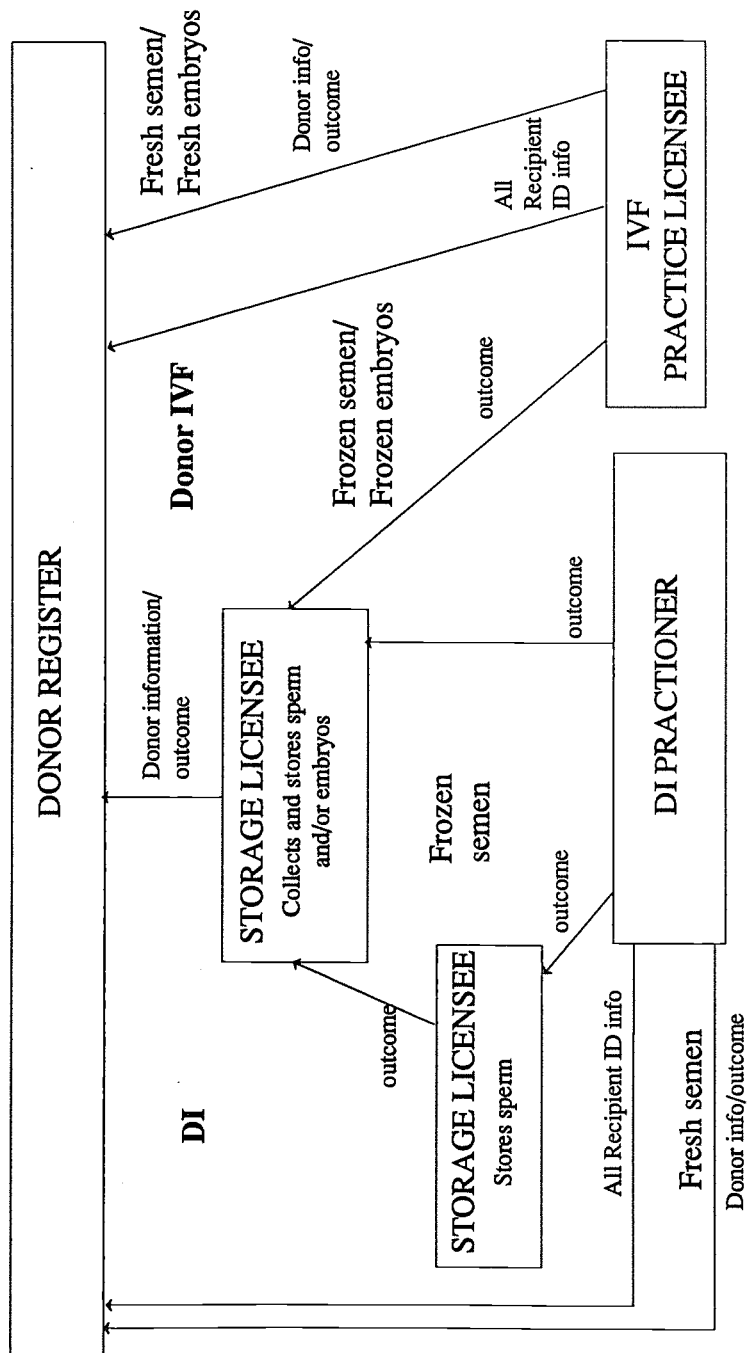 DONOR REGISTER
DI
Donor information/
outcome
Donor IVF
Fresh semen/
Fresh embryos
Donor info/
outcome
STORAGE LICENSEE
Collects and stores sperm
and/or embryos
Frozen semen/
Frozen embryos
All
Recipient
ID info
outcome
outcome
Frozen
semen
STORAGE LICENSEE
Stores sperm
outcome
outcome
IVF
PRACTICE LICENSEE
DI PRACTIONER
All Recipient ID info
Fresh semen
Donor info/outcome